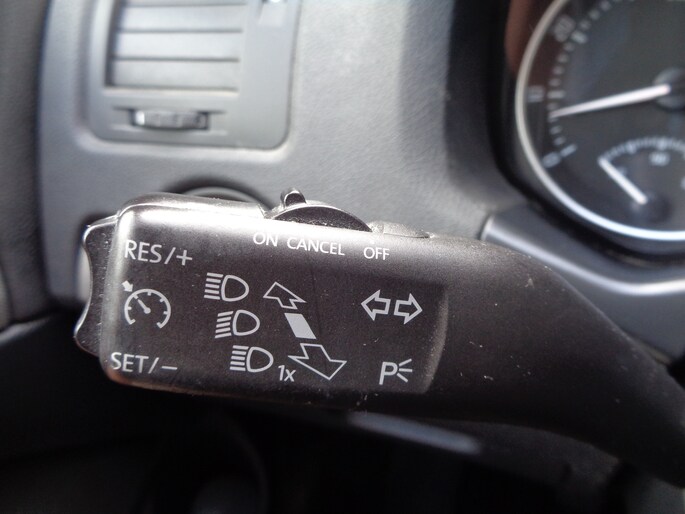 ON CANCEL OFF
RES/+
SET/−
1x
P